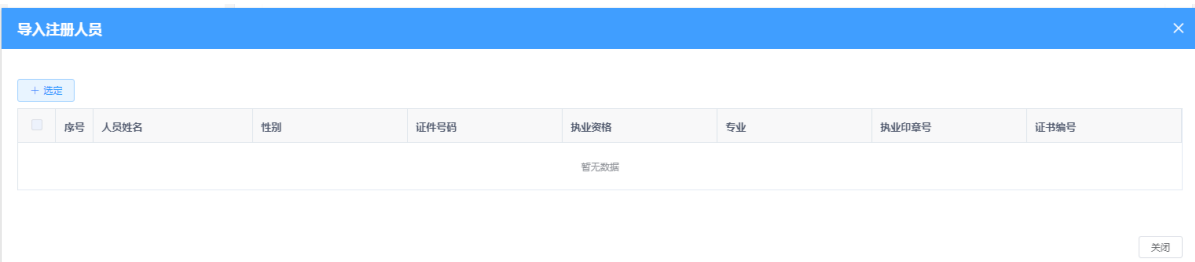 导入注册人员
+ 选定
序号 人员姓名 性别 证件号码 执业资格 专业 执业印章号 证书编号
暂无数据
关闭